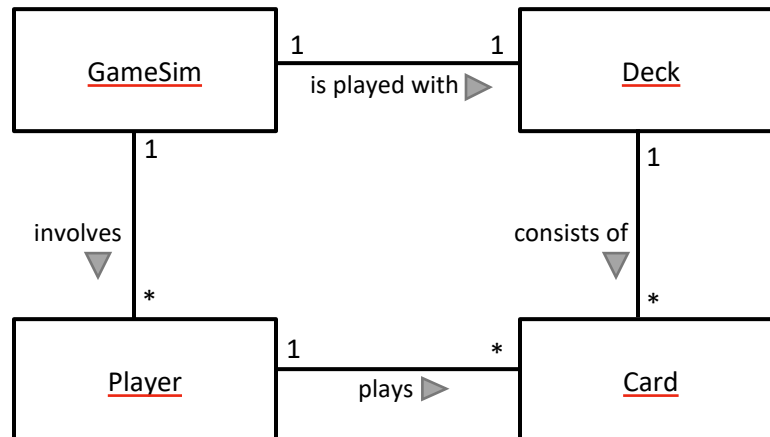 GameSim
1
1
is played with
Deck
1
1
involves
consists of
*
*
Player
1
*
plays
Card